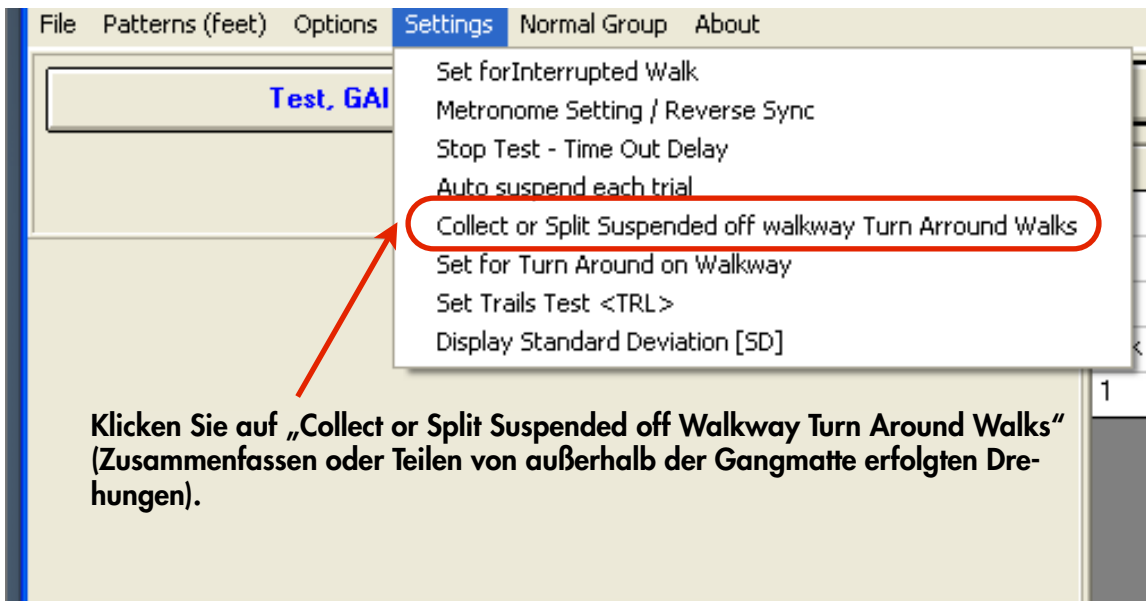 File Patterns (feet) Options Settings Normal Group About
Test, GAI
Set forInterrupted Walk
Metronome Setting / Reverse Sync
Stop Test - Time Out Delay
Auto suspend each trial
Collect or Split Suspended off walkway Turn Arround Walks
Set for Turn Around on Walkway
Set Trails Test <TRL>
Display Standard Deviation [SD]
<
1
Klicken Sie auf „Collect or Split Suspended off Walkway Turn Around Walks“
(Zusammenfassen oder Teilen von außerhalb der Gangmatte erfolgten Dre-
hungen).